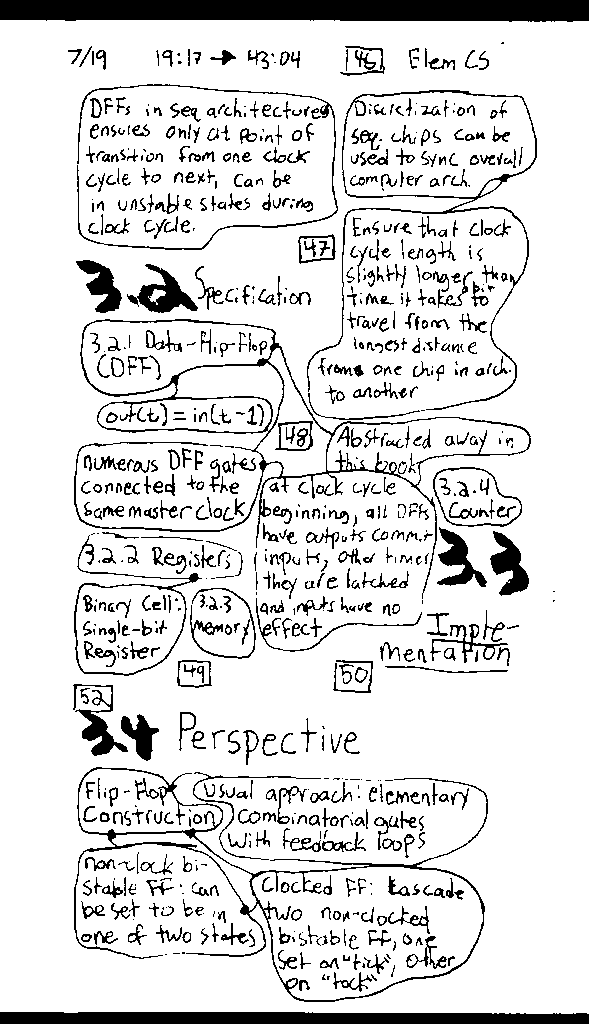 7/19 19:17 → 43:04 46 Elem CS
DFFs in seq architectures
ensures only at point of
transition from one clock
cycle to next, can be
in unstable states during
clock cycle.
Discretization of
seq. chips can be
used to sync overall
computer arch.
47
Ensure that clock
cycle length is
slightly longer than
time it takes bit
to
travel from the
longest distance
from one chip in arch.
to another
3.2 Specification
3.2.1 Data-Flip-Flop
(DFF)
out(t) = in(t-1)
48
Abstracted away in
this book
numerous DFF gates
connected to the
same master clock
at clock cycle
beginning, all DFFs
have outputs commit
inputs, other times
they are latched
and inputs have no
effect
3.2.4
Counter
3.2.2 Registers
Binary Cell:
Single-bit
Register
3.2.3
Memory
3.3
Imple-
mentation
49
50
52
3.4 Perspective
Flip-Flop
Construction
Usual approach: elementary
combinatorial gates
with feedback loops
non-clock bi-
stable FF: can
be set to be in
one of two states
Clocked FF: cascade
two non-clocked
bistable FF, one
set on "tick", other
on "tock"